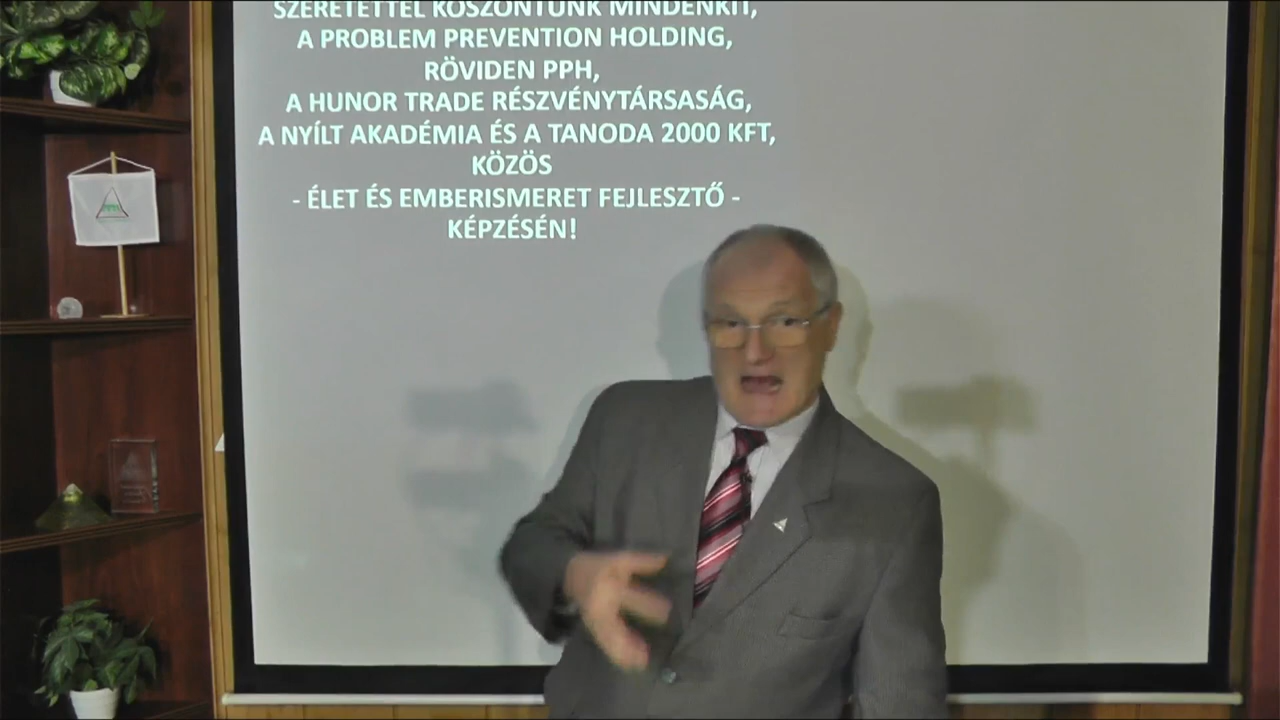 SZERETETTEL KÖSZÖNTÜNK MINDENKIT,
A PROBLEM PREVENTION HOLDING,
RÖVIDEN PPH,
A HUNOR TRADE RÉSZVÉNYTÁRSASÁG,
A NYÍLT AKADÉMIA ÉS A TANODA 2000 KFT,
KÖZÖS
- ÉLET ÉS EMBERISMERET FEJLESZTŐ -
KÉPZÉSÉN!